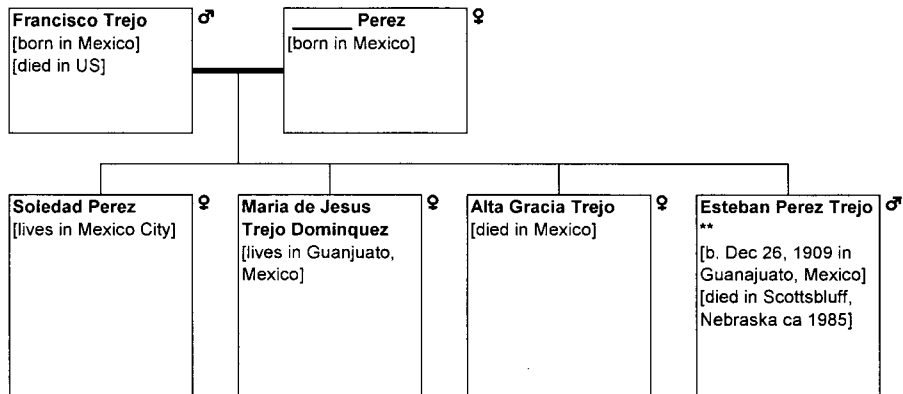 Francisco Trejo ♂
[born in Mexico]
[died in US]
______ Perez ♀
[born in Mexico]
Soledad Perez ♀
[lives in Mexico City]
Maria de Jesus ♀
Trejo Dominquez
[lives in Guanjuato,
Mexico]
Alta Gracia Trejo ♀
[died in Mexico]
Esteban Perez Trejo ♂
**
[b. Dec 26, 1909 in
Guanajuato, Mexico]
[died in Scottsbluff,
Nebraska ca 1985]